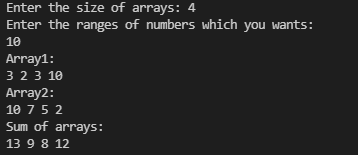 Enter the size of arrays: 4
Enter the ranges of numbers which you wants:
10
Array1:
3 2 3 10
Array2:
10 7 5 2
Sum of arrays:
13 9 8 12